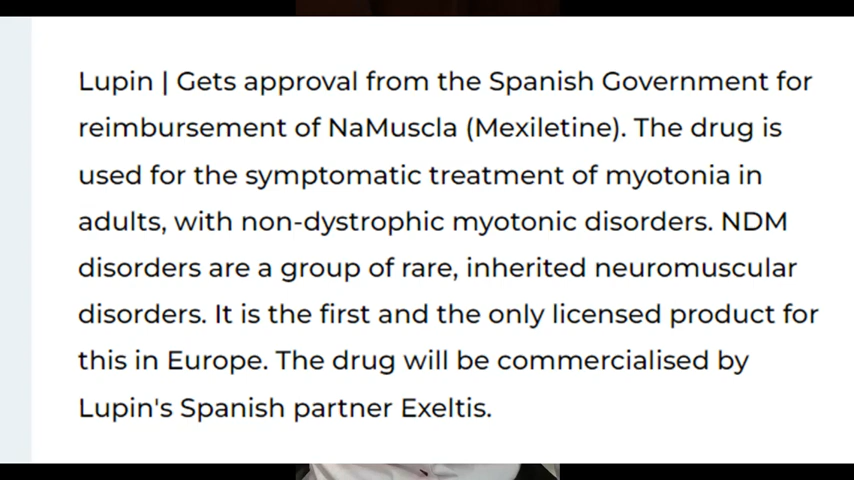 Lupin | Gets approval from the Spanish Government for
reimbursement of NaMuscla (Mexiletine). The drug is
used for the symptomatic treatment of myotonia in
adults, with non-dystrophic myotonic disorders. NDM
disorders are a group of rare, inherited neuromuscular
disorders. It is the first and the only licensed product for
this in Europe. The drug will be commercialised by
Lupin's Spanish partner Exeltis.